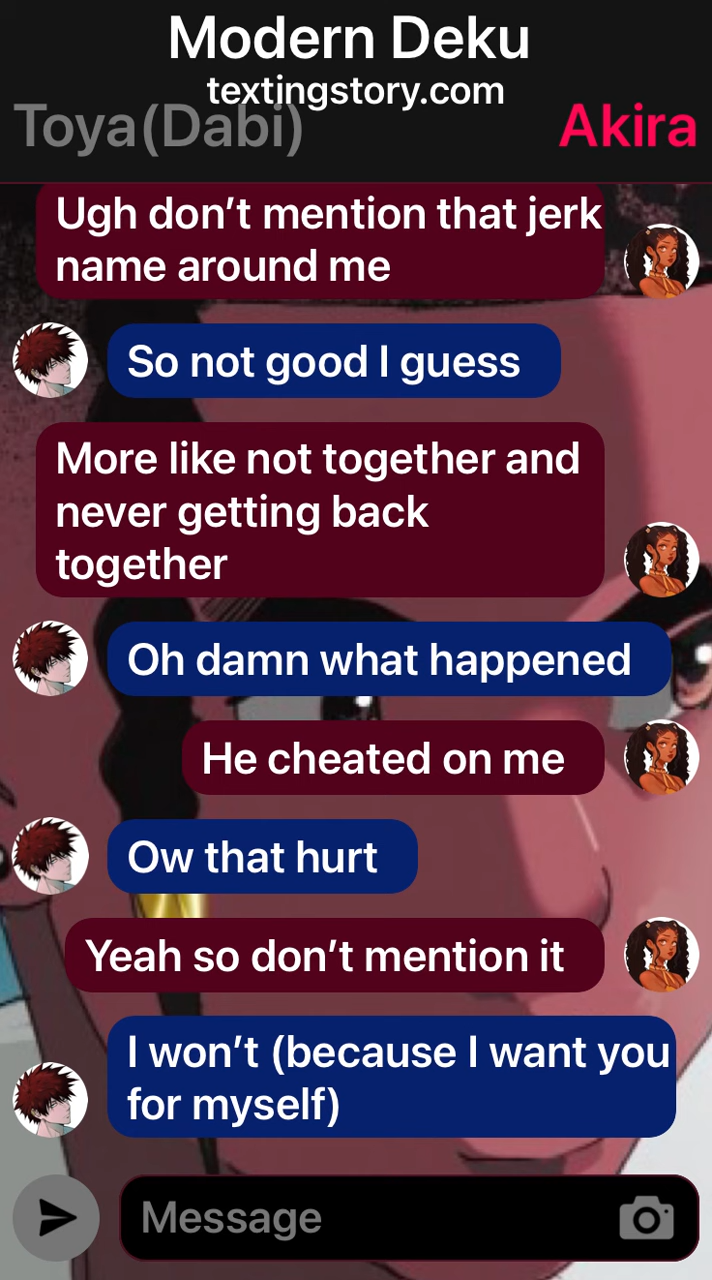 Modern Deku
textingstory.com
Toya(Dabi)
Akira
Ugh don’t mention that jerk
name around me
So not good I guess
More like not together and
never getting back
together
Oh damn what happened
He cheated on me
Ow that hurt
Yeah so don’t mention it
I won’t (because I want you
for myself)
Message